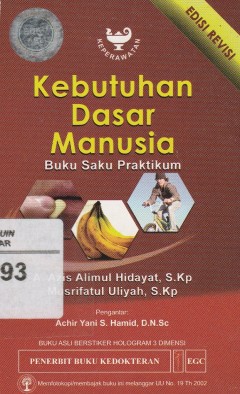 EDISI REVISI
KEPERAWATAN
Kebutuhan
Dasar
Manusia
Buku Saku Praktikum
UIN
AR
93
Alimul Hidayat, S.Kp
Musrifatul Uliyah, S.Kp
Pengantar:
Achir Yani S. Hamid, D.N.Sc
BUKU ASLI BERSTIKER HOLOGRAM 3 DIMENSI
PENERBIT BUKU KEDOKTERAN EGC
Memfotokopi/membajak buku ini melanggar UU No. 19 Th 2002